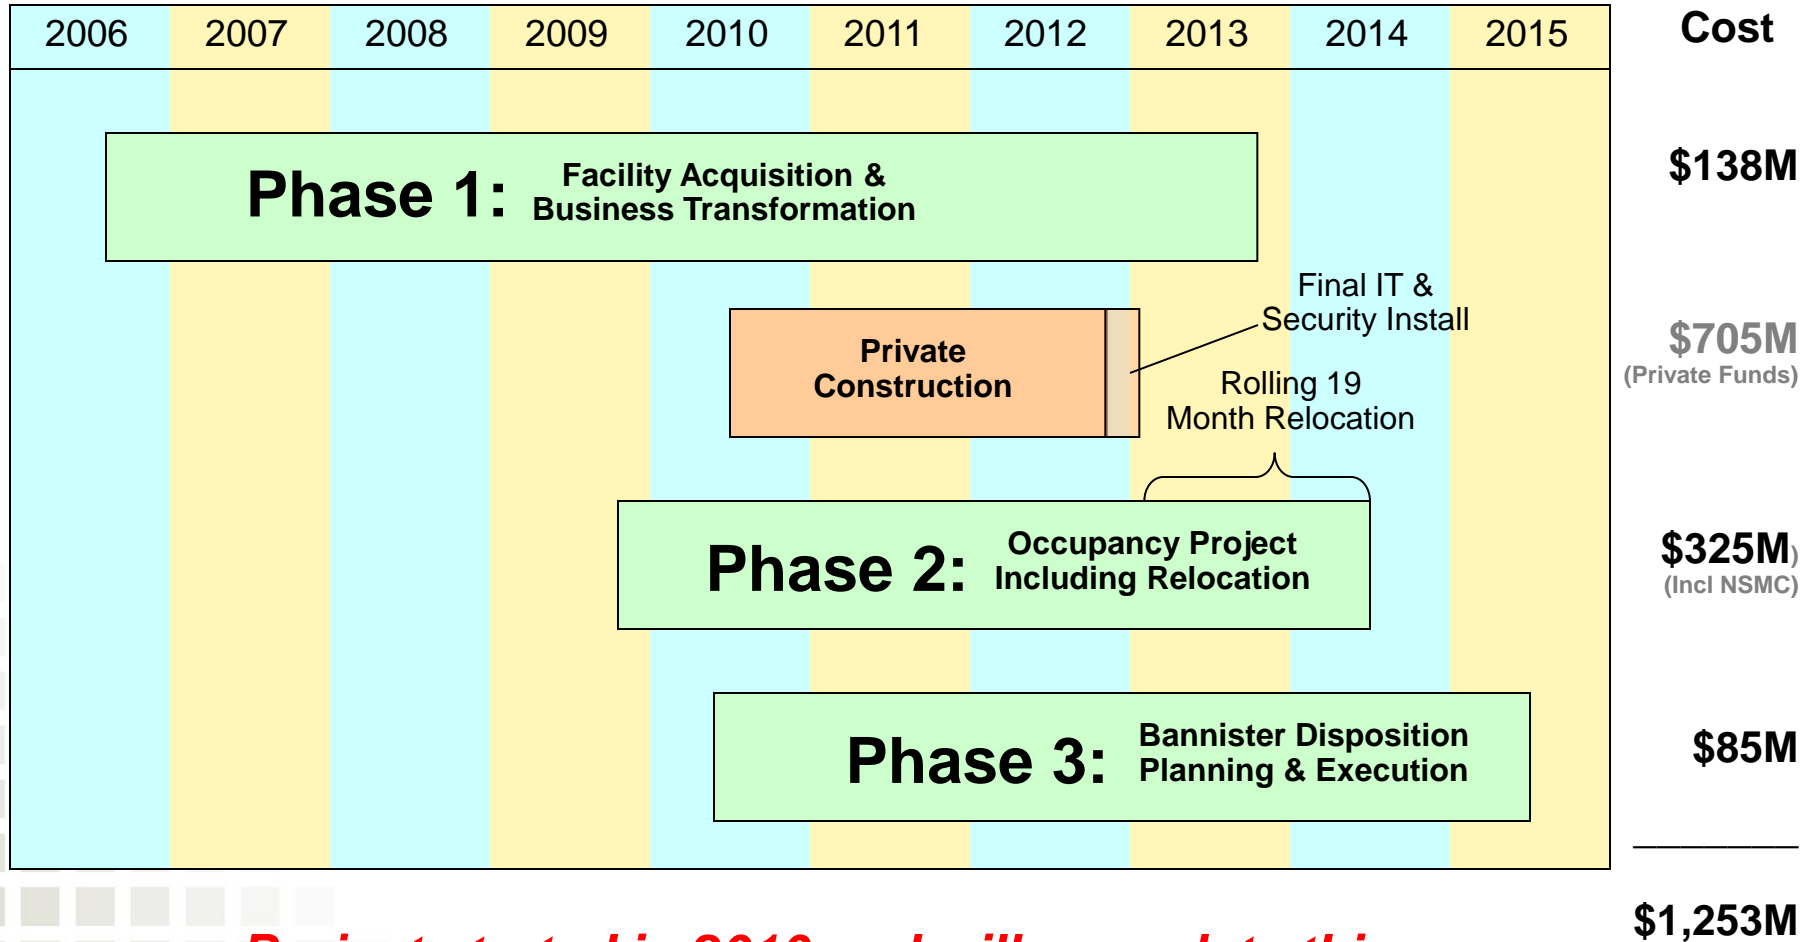 2006 2007 2008 2009 2010 2011 2012 2013 2014 2015 Cost
Phase 1: Facility Acquisition &
Business Transformation
$138M
Final IT &
Security Install
Private
Construction
$705M
(Private Funds)
Rolling 19
Month Relocation
Phase 2: Occupancy Project
Including Relocation
$325M)
(Incl NSMC)
Phase 3: Bannister Disposition
Planning & Execution
$85M
$1,253M